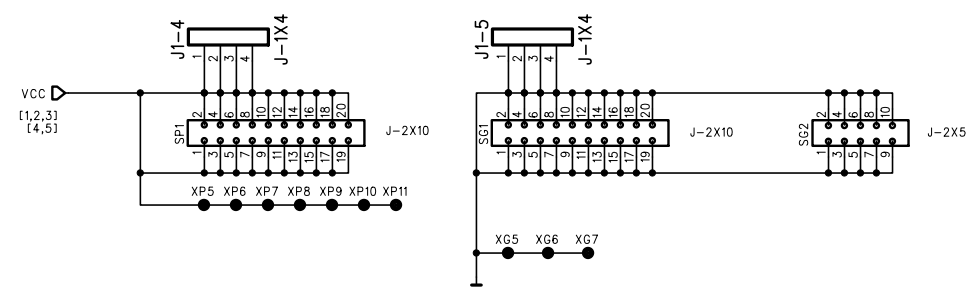 J1-4
J-1X4
1 2 3 4
VCC
[1,2,3]
[4,5]
SP1
2 4 6 8 10 12 14 16 18 20
1 3 5 7 9 11 13 15 17 19
J-2X10
XP5 XP6 XP7 XP8 XP9 XP10 XP11
J1-5
J-1X4
1 2 3 4
SG1
2 4 6 8 10 12 14 16 18 20
1 3 5 7 9 11 13 15 17 19
J-2X10
SG2
2 4 6 8 10
1 3 5 7 9
J-2X5
XG5 XG6 XG7